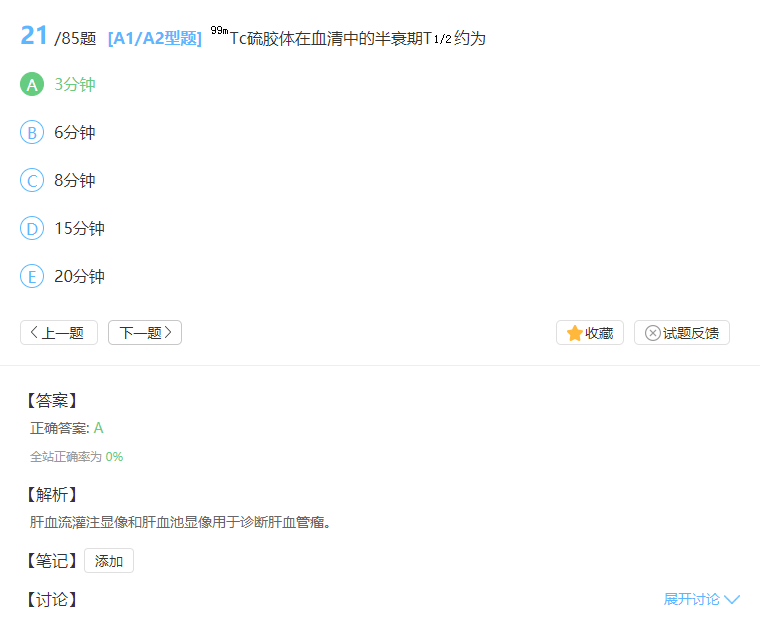 21 /85题 [A1/A2型题] ⁹⁹ᵐTc硫胶体在血清中的半衰期T1/2约为
A 3分钟
B 6分钟
C 8分钟
D 15分钟
E 20分钟
上一题 下一题 收藏 试题反馈
【答案】
正确答案: A
全站正确率为 0%
【解析】
肝血流灌注显像和肝血池显像用于诊断肝血管瘤。
【笔记】 添加
【讨论】 展开讨论